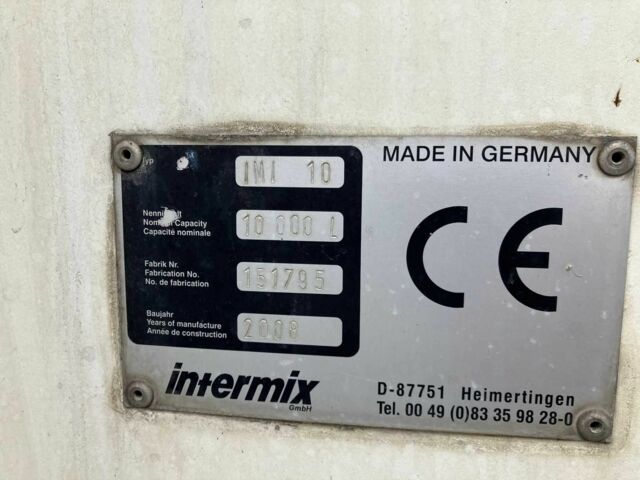 Typ IMI 10
MADE IN GERMANY
Nominal Capacity 10 000 L
Capacité nominale
CE
Fabrik Nr.
Fabrication No. 151795
No. de fabrication
Baujahr
Years of manufacture 2008
Année de construction
intermix
GmbH
D-87751 Heimertingen
Tel. 00 49 (0)83 35 98 28-0